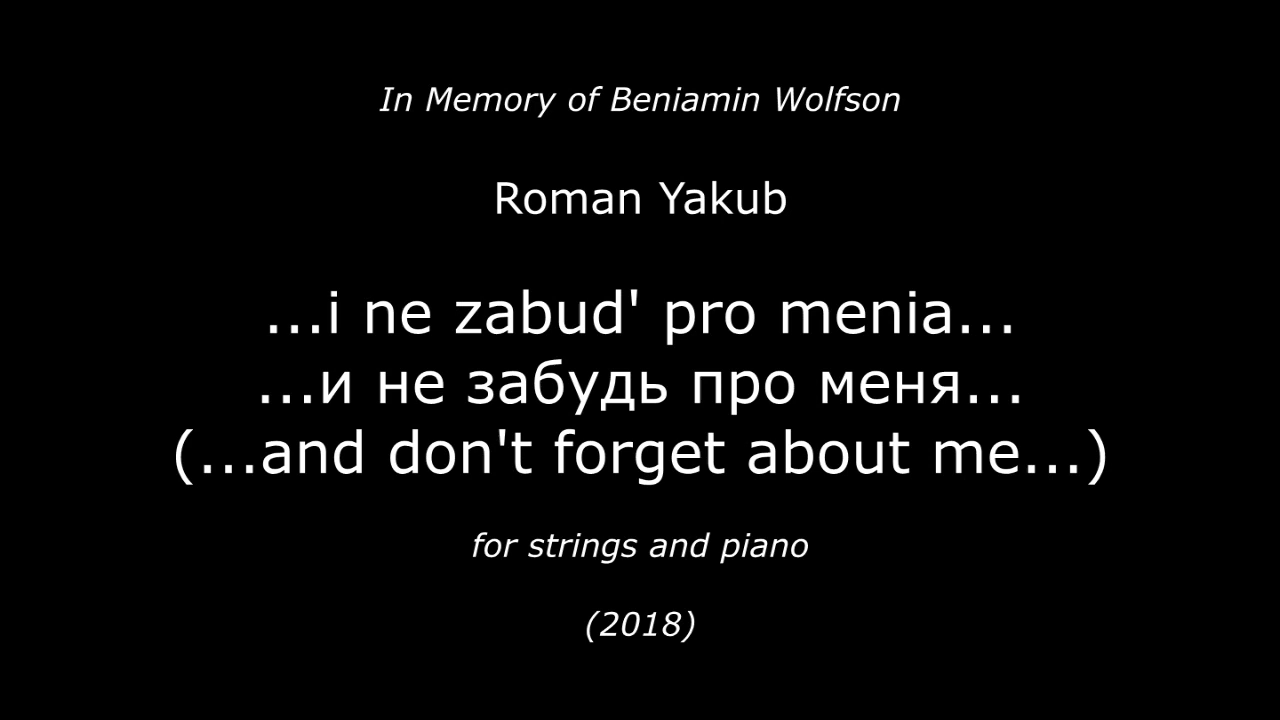 In Memory of Beniamin Wolfson
Roman Yakub
...i ne zabud' pro menia...
...и не забудь про меня...
(...and don't forget about me...)
for strings and piano
(2018)